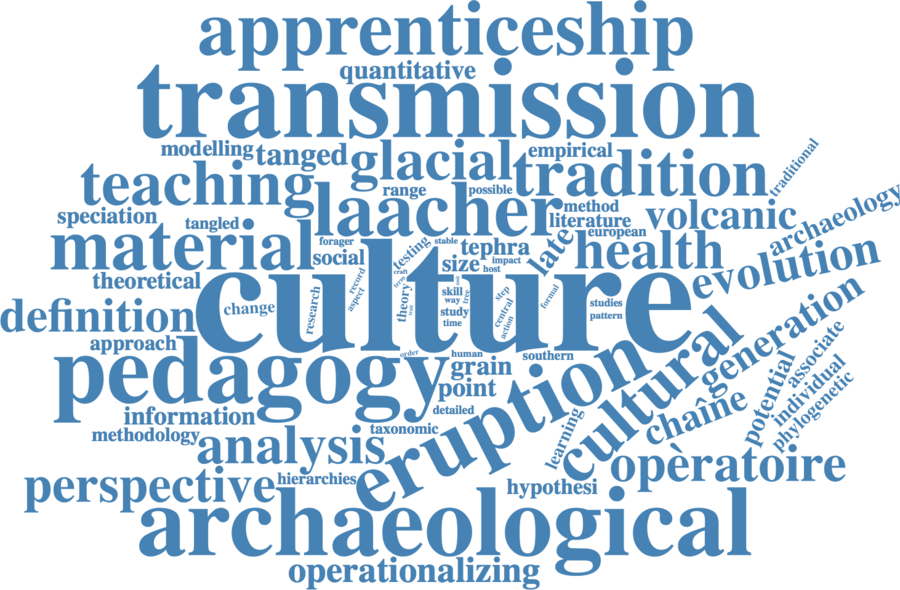 apprenticeship
quantitative
transmission
modelling
tanged
glacial
empirical
traditional
teaching
range
possible
tradition
method
speciation
tangled
laacher
literature
volcanic
european
archaeology
material
forager
social
testing
stable
tephra
late
health
impact
size
host
theoretical
record
aspect
craft
term
culture
evolution
change
research
theory
trait
skill
way
tree
study
time
step
central
action
formal
studies
pattern
definition
approach
order
human
southern
generation
pedagogy
grain
point
eruption
cultural
associate
potential
individual
phylogenetic
information
detailed
chaîne
methodology
taxonomic
learning
analysis
opèratoire
perspective
hierarchies
hypothesi
archaeological
operationalizing